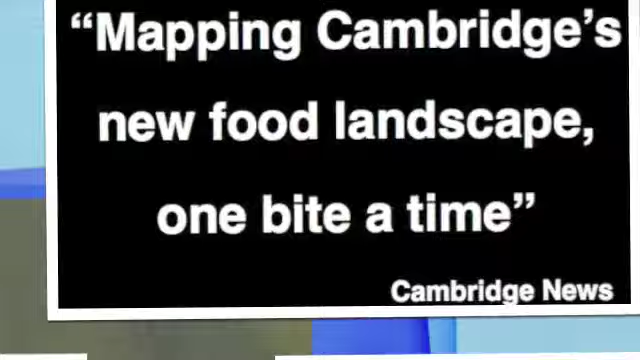 “Mapping Cambridge’s
new food landscape,
one bite a time”
Cambridge News